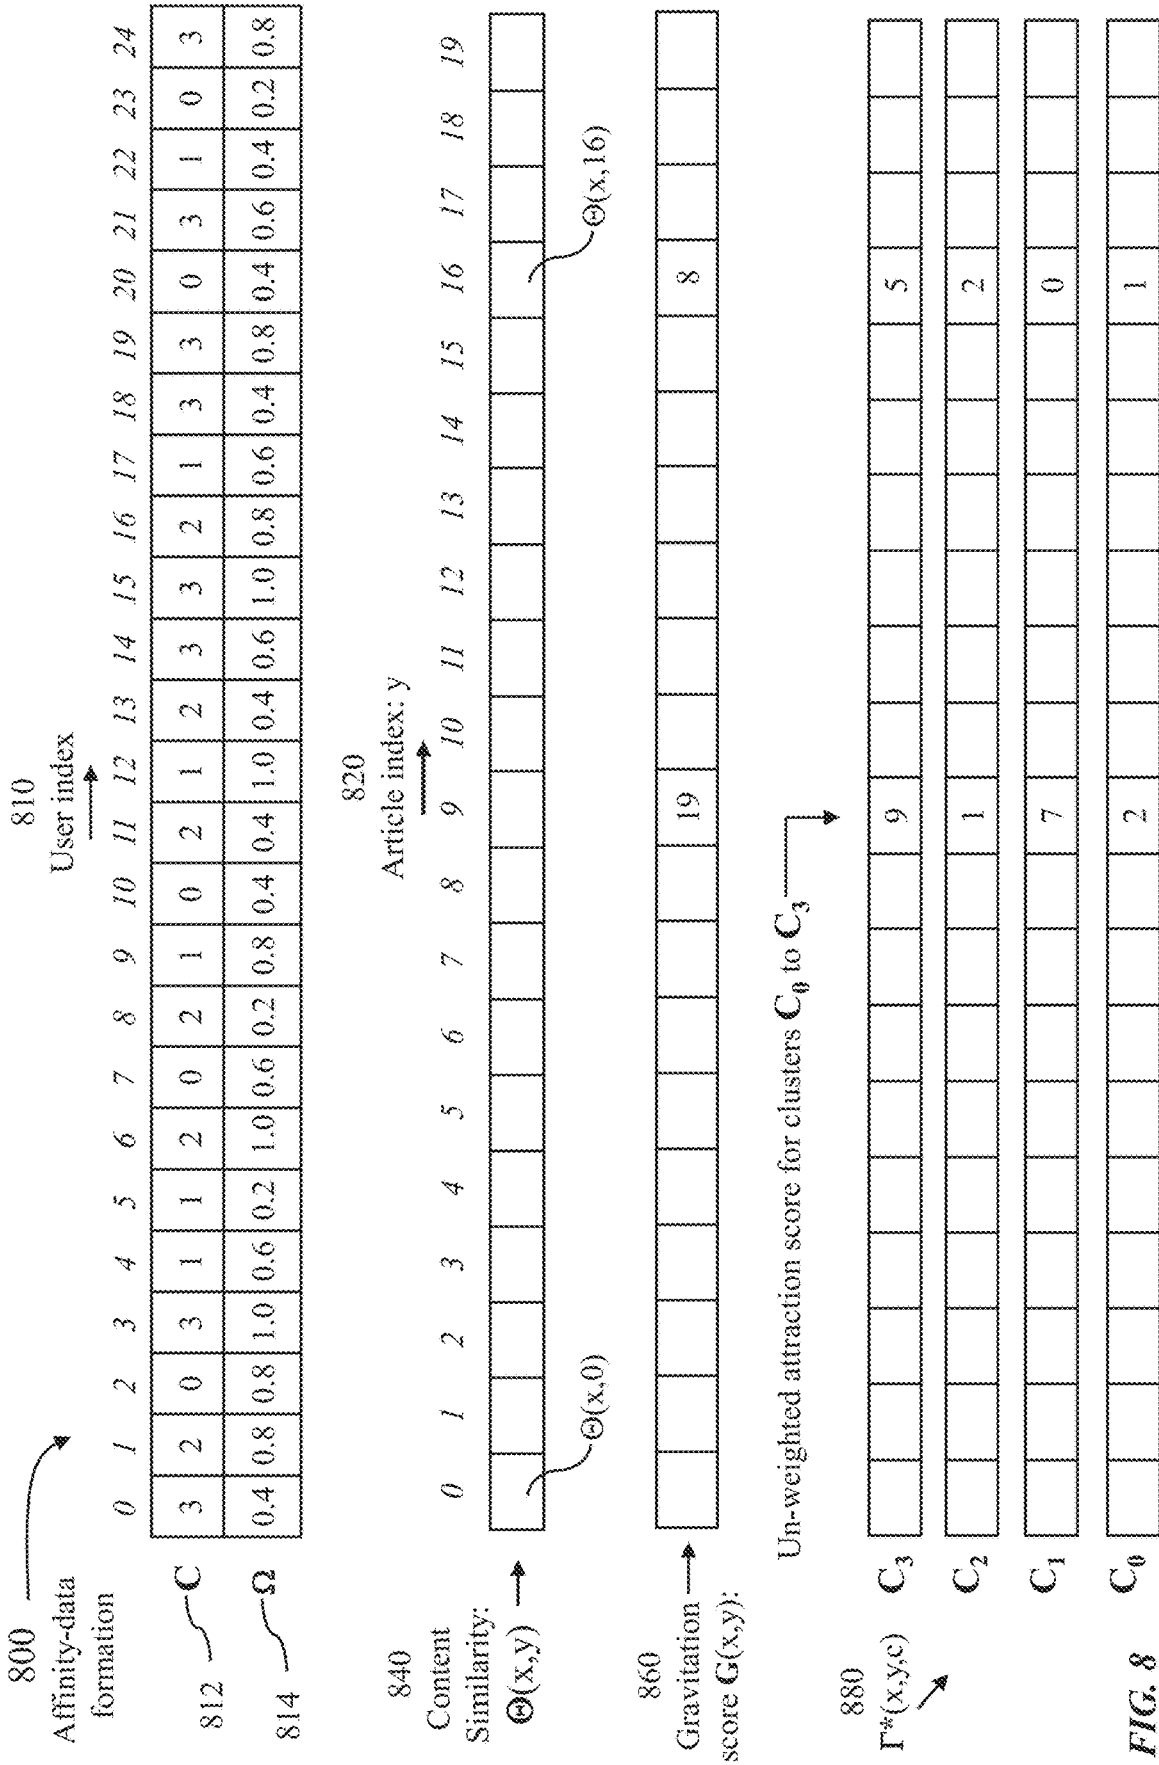 800
Affinity-data
formation
810
User index
0 1 2 3 4 5 6 7 8 9 10 11 12 13 14 15 16 17 18 19 20 21 22 23 24
812
C 3 2 0 3 1 1 2 0 2 1 0 2 1 2 3 3 2 1 3 3 0 3 1 0 3
814
Ω 0.4 0.8 0.8 1.0 0.6 0.2 1.0 0.6 0.2 0.8 0.4 0.4 1.0 0.4 0.6 1.0 0.8 0.6 0.4 0.8 0.4 0.6 0.4 0.2 0.8
820
Article index: y
0 1 2 3 4 5 6 7 8 9 10 11 12 13 14 15 16 17 18 19
840
Content
Similarity:
Θ(x,y)
Θ(x,0)
Θ(x,16)
860
Gravitation
score G(x,y):
19 8
Un-weighted attraction score for clusters C₀ to C₃
880
Γ*(x,y,c)
C₃ 9 5
C₂ 1 2
C₁ 7 0
C₀ 2 1
FIG. 8